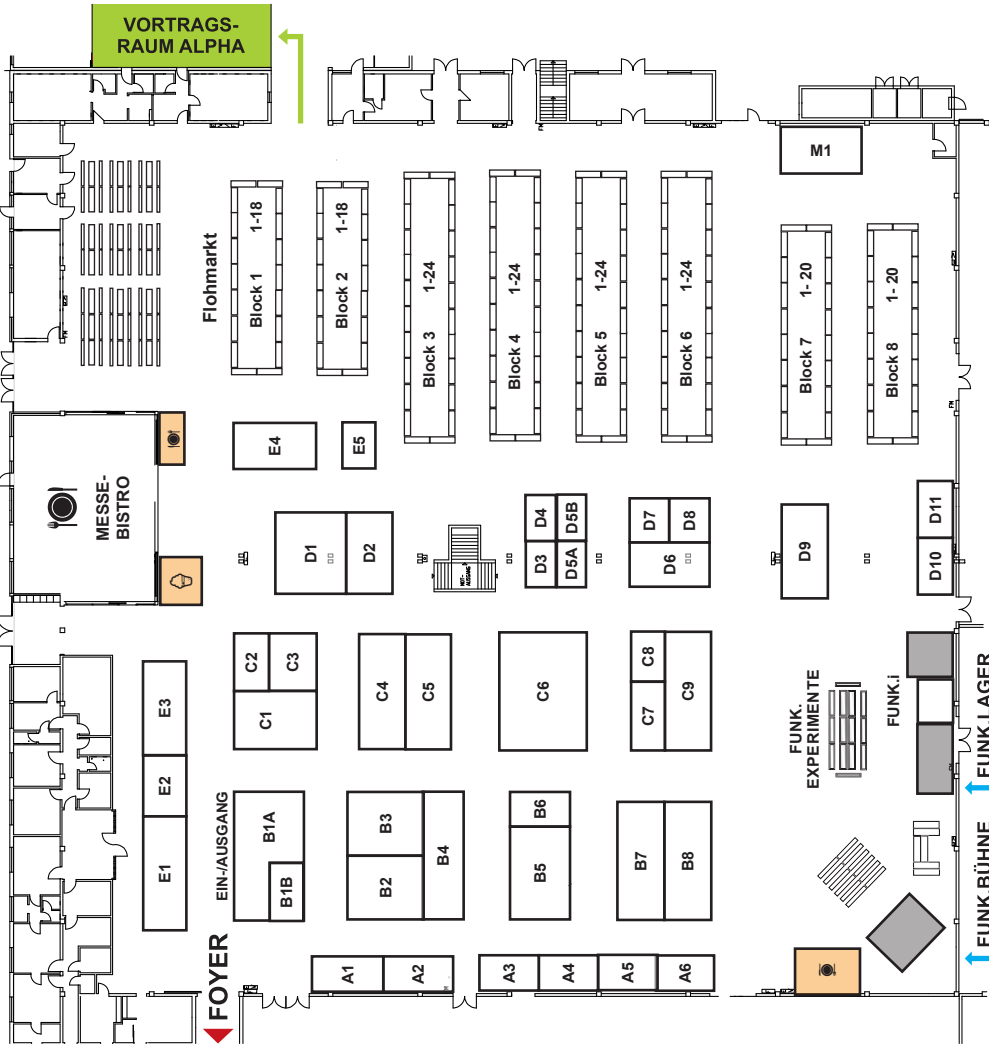 VORTRAGS-
RAUM ALPHA
M1
Flohmarkt
Block 1 1-18
Block 2 1-18
Block 3 1-24
Block 4 1-24
Block 5 1-24
Block 6 1-24
Block 7 1- 20
Block 8 1- 20
E4
E5
MESSE-
BISTRO
D1
D2
NOT-
AUSGANG
D4
D5B
D3
D5A
D7
D8
D6
D9
D11
D10
C2
C3
C1
C4
C5
C6
C8
C7
C9
E3
E2
E1
FUNK.
EXPERIMENTE
FUNK.i
FUNK.LAGER
EIN-/AUSGANG
B1A
B1B
B3
B2
B4
B6
B5
B7
B8
FUNK.BÜHNE
FOYER
A1
A2
A3
A4
A5
A6